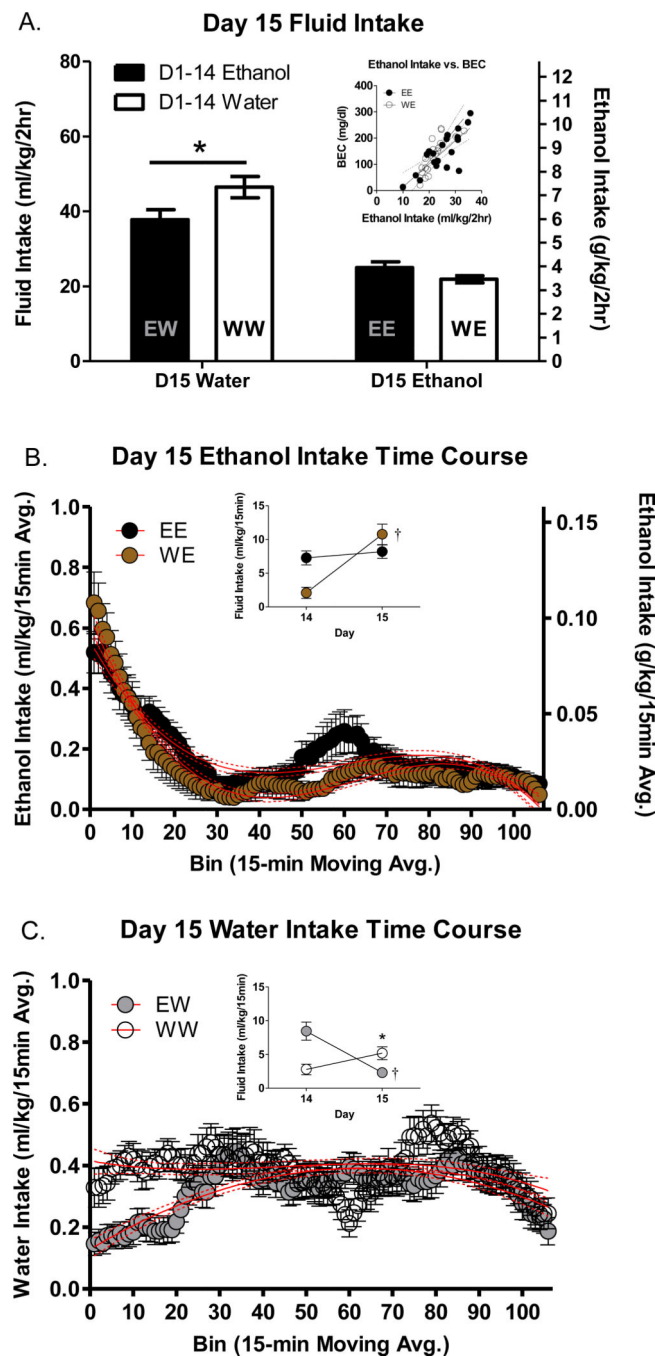 A.
Day 15 Fluid Intake
Fluid Intake (ml/kg/2hr)
80
60
40
20
0
D1-14 Ethanol
D1-14 Water
*
EW
WW
EE
WE
D15 Water
D15 Ethanol
Ethanol Intake vs. BEC
BEC (mg/dl)
400
300
200
100
0
EE
WE
0 10 20 30 40
Ethanol Intake (ml/kg/2hr)
12
11
10
9
8
7
6
5
4
3
2
1
0
Ethanol Intake (g/kg/2hr)
B.
Day 15 Ethanol Intake Time Course
Ethanol Intake (ml/kg/15min Avg.)
1.0
0.8
0.6
0.4
0.2
0.0
EE
WE
Fluid Intake (ml/kg/15min)
15
10
5
0
†
14 15
Day
0.15
0.10
0.05
0.00
Ethanol Intake (g/kg/15min Avg.)
0 10 20 30 40 50 60 70 80 90 100
Bin (15-min Moving Avg.)
C.
Day 15 Water Intake Time Course
Water Intake (ml/kg/15min Avg.)
1.0
0.8
0.6
0.4
0.2
0.0
EW
WW
Fluid Intake (ml/kg/15min)
15
10
5
0
*
†
14 15
Day
0 10 20 30 40 50 60 70 80 90 100
Bin (15-min Moving Avg.)